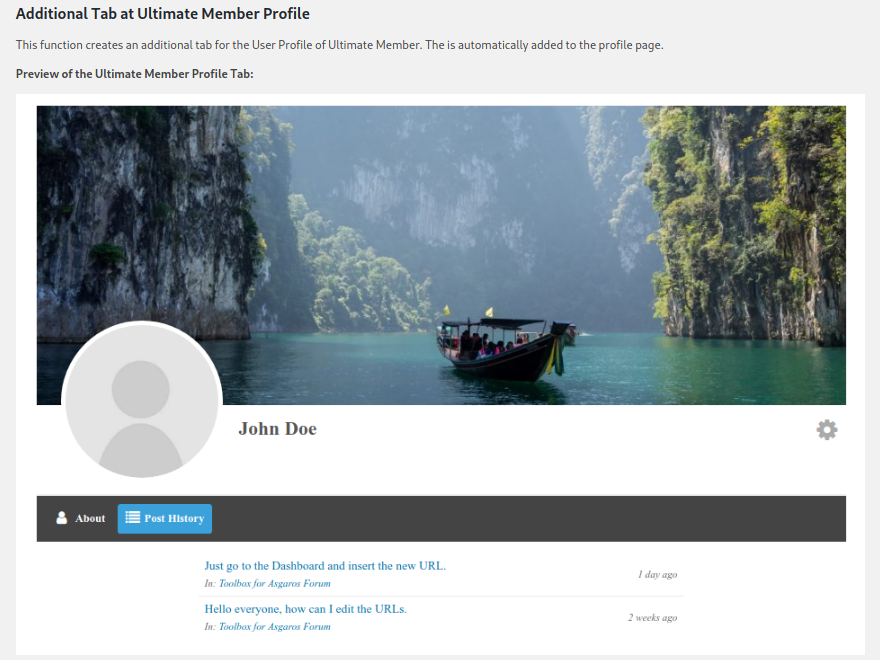 Additional Tab at Ultimate Member Profile
This function creates an additional tab for the User Profile of Ultimate Member. The is automatically added to the profile page.
Preview of the Ultimate Member Profile Tab:
John Doe
About Post HIstory
Just go to the Dashboard and insert the new URL.
In: Toolbox for Asgaros Forum
1 day ago
Hello everyone, how can I edit the URLs.
In: Toolbox for Asgaros Forum
2 weeks ago